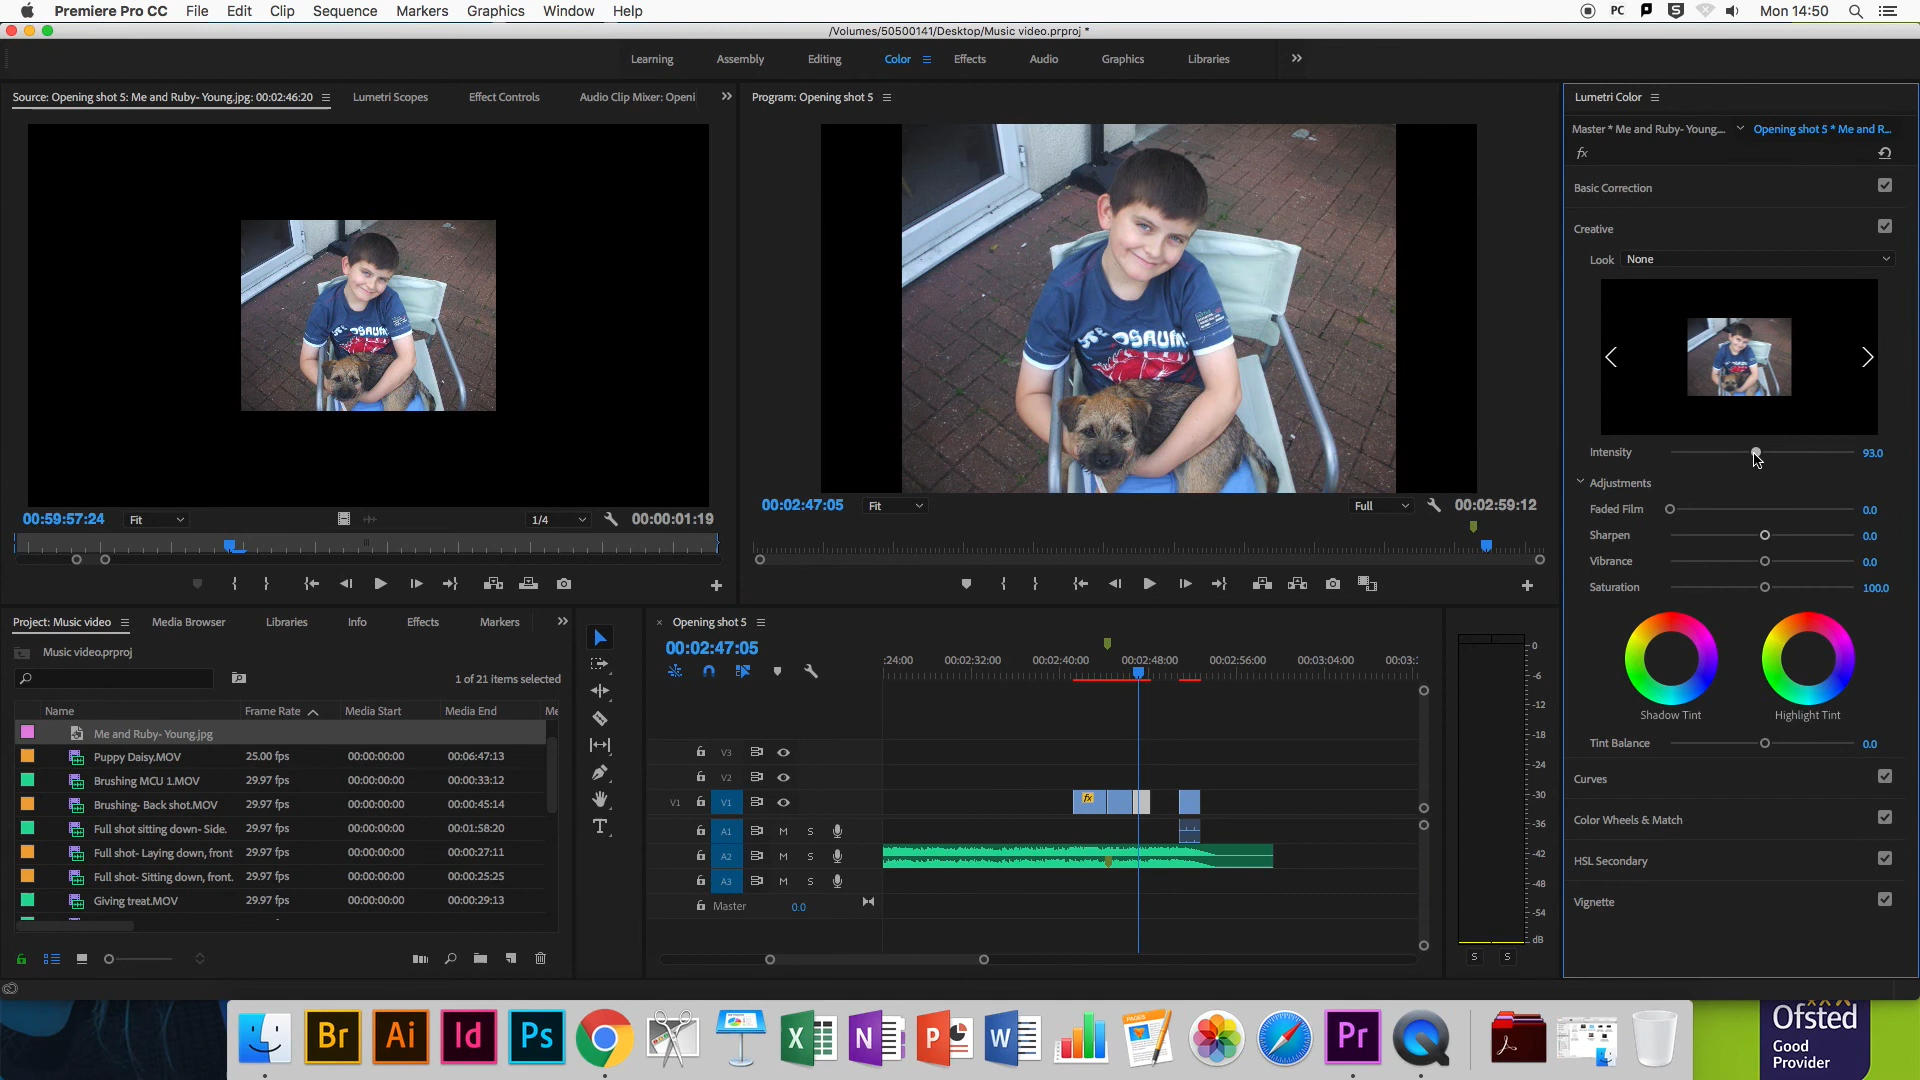 Premiere Pro CC File Edit Clip Sequence Markers Graphics Window Help PC Mon 14:50
/Volumes/50500141/Desktop/Music video.prproj *
Learning Assembly Editing Color Effects Audio Graphics Libraries
Source: Opening shot 5: Me and Ruby- Young.jpg: 00:02:46:20 Lumetri Scopes Effect Controls Audio Clip Mixer: Openi
Program: Opening shot 5
Lumetri Color
Master * Me and Ruby- Young.... Opening shot 5 * Me and R...
fx
Basic Correction
Creative
Look None
Intensity 93.0
Adjustments
Faded Film 0.0
Sharpen 0.0
Vibrance 0.0
Saturation 100.0
Shadow Tint Highlight Tint
Tint Balance 0.0
Curves
Color Wheels & Match
HSL Secondary
Vignette
00:59:57:24 Fit 1/4 00:00:01:19
00:02:47:05 Fit Full 00:02:59:12
Project: Music video Media Browser Libraries Info Effects Markers
Music video.prproj
1 of 21 items selected
Name Frame Rate Media Start Media End Me
Me and Ruby- Young.jpg
Puppy Daisy.MOV 25.00 fps 00:00:00:00 00:06:47:13
Brushing MCU 1.MOV 29.97 fps 00:00:00:00 00:00:33:12
Brushing- Back shot.MOV 29.97 fps 00:00:00:00 00:00:45:14
Full shot sitting down- Side. 29.97 fps 00:00:00:00 00:01:58:20
Full shot- Laying down, front 29.97 fps 00:00:00:00 00:00:27:11
Full shot- Sitting down, front. 29.97 fps 00:00:00:00 00:00:25:25
Giving treat.MOV 29.97 fps 00:00:00:00 00:00:29:13
× Opening shot 5
00:02:47:05
:24:00 00:02:32:00 00:02:40:00 00:02:48:00 00:02:56:00 00:03:04:00 00:03:1
V3
V2
V1 V1 fx
A1 M S
A2 M S
A3 M S
Master 0.0
0
-6
-12
-18
-24
-30
-36
-42
-48
-54
dB
S S
Br Ai Id Ps Pr
PAGES
Ofsted
Good
Provider